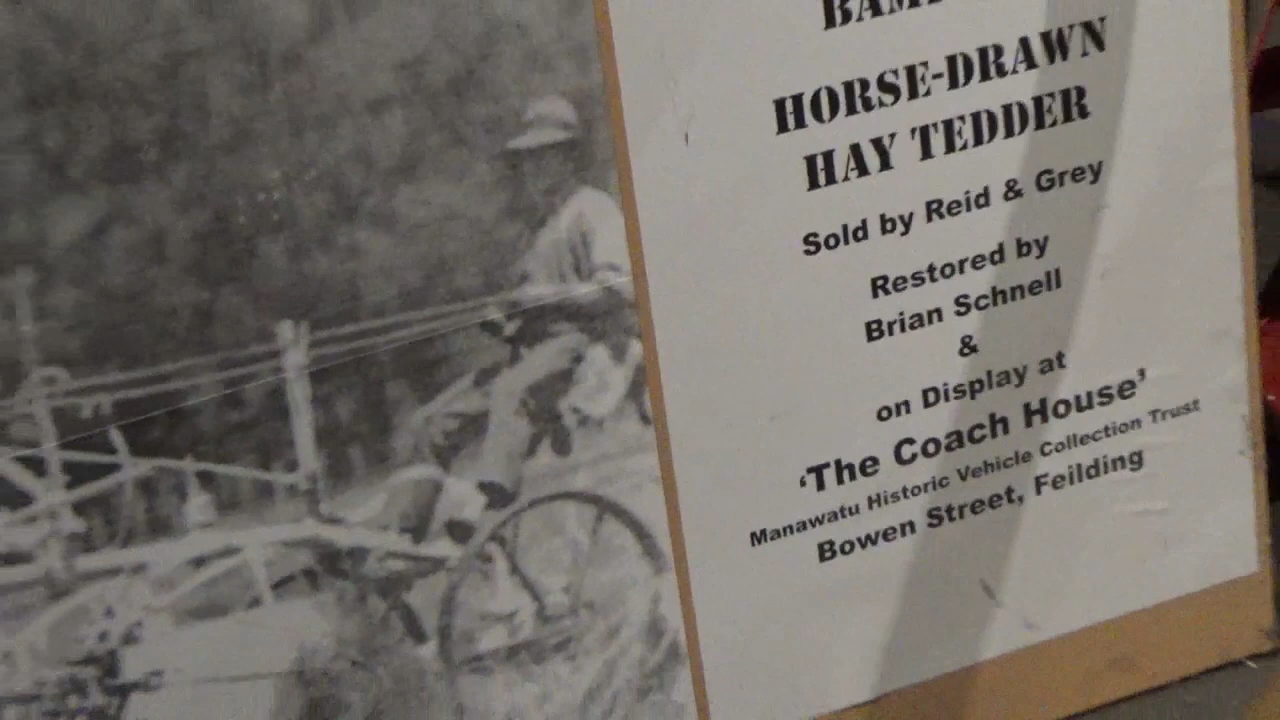 HORSE-DRAWN
HAY TEDDER
Sold by Reid & Grey
Restored by
Brian Schnell
&
on Display at
‘The Coach House’
Manawatu Historic Vehicle Collection Trust
Bowen Street, Feilding